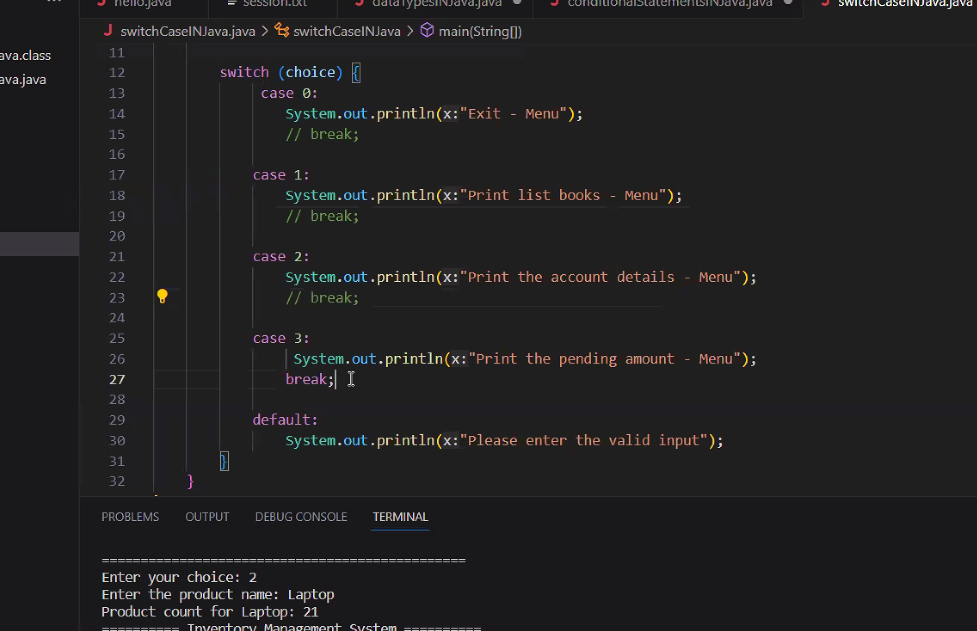 hello.java session.txt dataTypesINJava.java conditionalStatementsINJava.java switchCaseINJava.java
ava.class
ava.java
switchCaseINJava.java > switchCaseINJava > main(String[])
11
12 switch (choice) {
13 case 0:
14 System.out.println(x:"Exit - Menu");
15 // break;
16
17 case 1:
18 System.out.println(x:"Print list books - Menu");
19 // break;
20
21 case 2:
22 System.out.println(x:"Print the account details - Menu");
23 // break;
24
25 case 3:
26 System.out.println(x:"Print the pending amount - Menu");
27 break;
28
29 default:
30 System.out.println(x:"Please enter the valid input");
31 }
32 }
PROBLEMS OUTPUT DEBUG CONSOLE TERMINAL
===============================================
Enter your choice: 2
Enter the product name: Laptop
Product count for Laptop: 21
========== Inventory Management System ==========